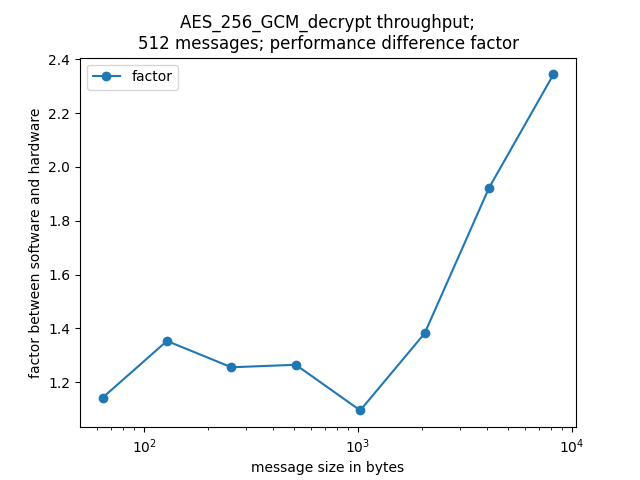 AES_256_GCM_decrypt throughput;
512 messages; performance difference factor
factor
factor between software and hardware
2.4
2.2
2.0
1.8
1.6
1.4
1.2
10²
10³
10⁴
message size in bytes